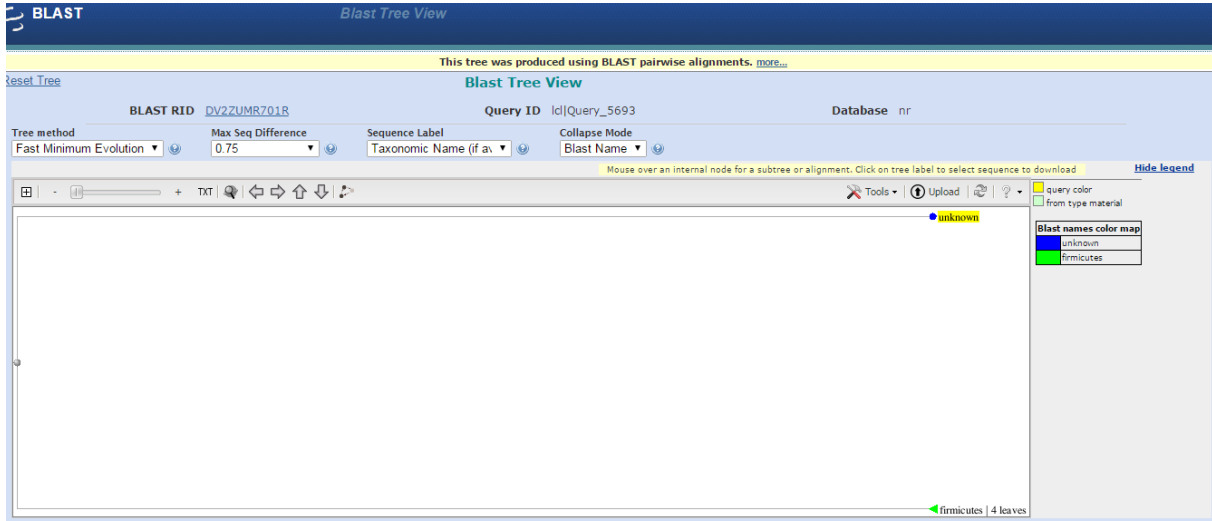 BLAST Blast Tree View
This tree was produced using BLAST pairwise alignments. more...
Reset Tree Blast Tree View
BLAST RID DV2ZUMR701R Query ID lcl|Query_5693 Database nr
Tree method Max Seq Difference Sequence Label Collapse Mode
Fast Minimum Evolution 0.75 Taxonomic Name (if av Blast Name
Mouse over an internal node for a subtree or alignment. Click on tree label to select sequence to download Hide legend
- + TXT Tools Upload ?
query color
from type material
unknown
Blast names color map
unknown
firmicutes
firmicutes | 4 leaves